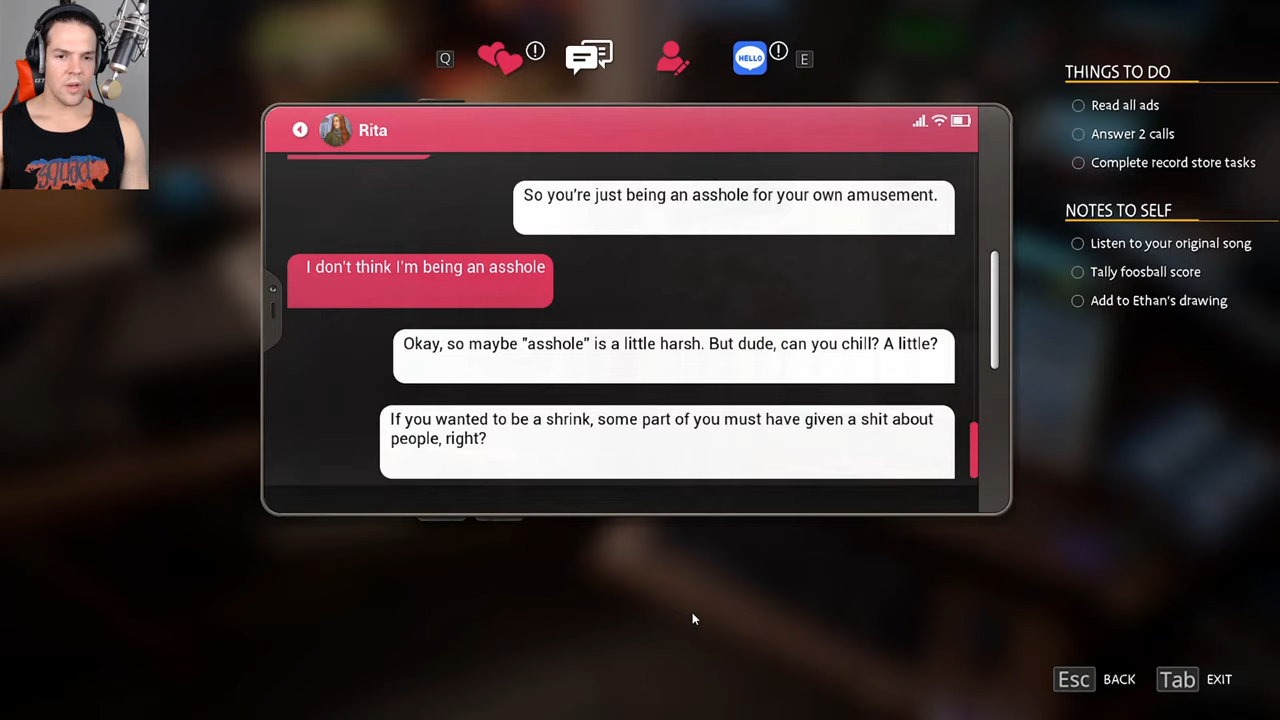 Q
!
HELLO
!
E
THINGS TO DO
Read all ads
Answer 2 calls
Complete record store tasks
NOTES TO SELF
Listen to your original song
Tally foosball score
Add to Ethan's drawing
Rita
So you're just being an asshole for your own amusement.
I don't think I'm being an asshole
Okay, so maybe "asshole" is a little harsh. But dude, can you chill? A little?
If you wanted to be a shrink, some part of you must have given a shit about
people, right?
Esc BACK Tab EXIT